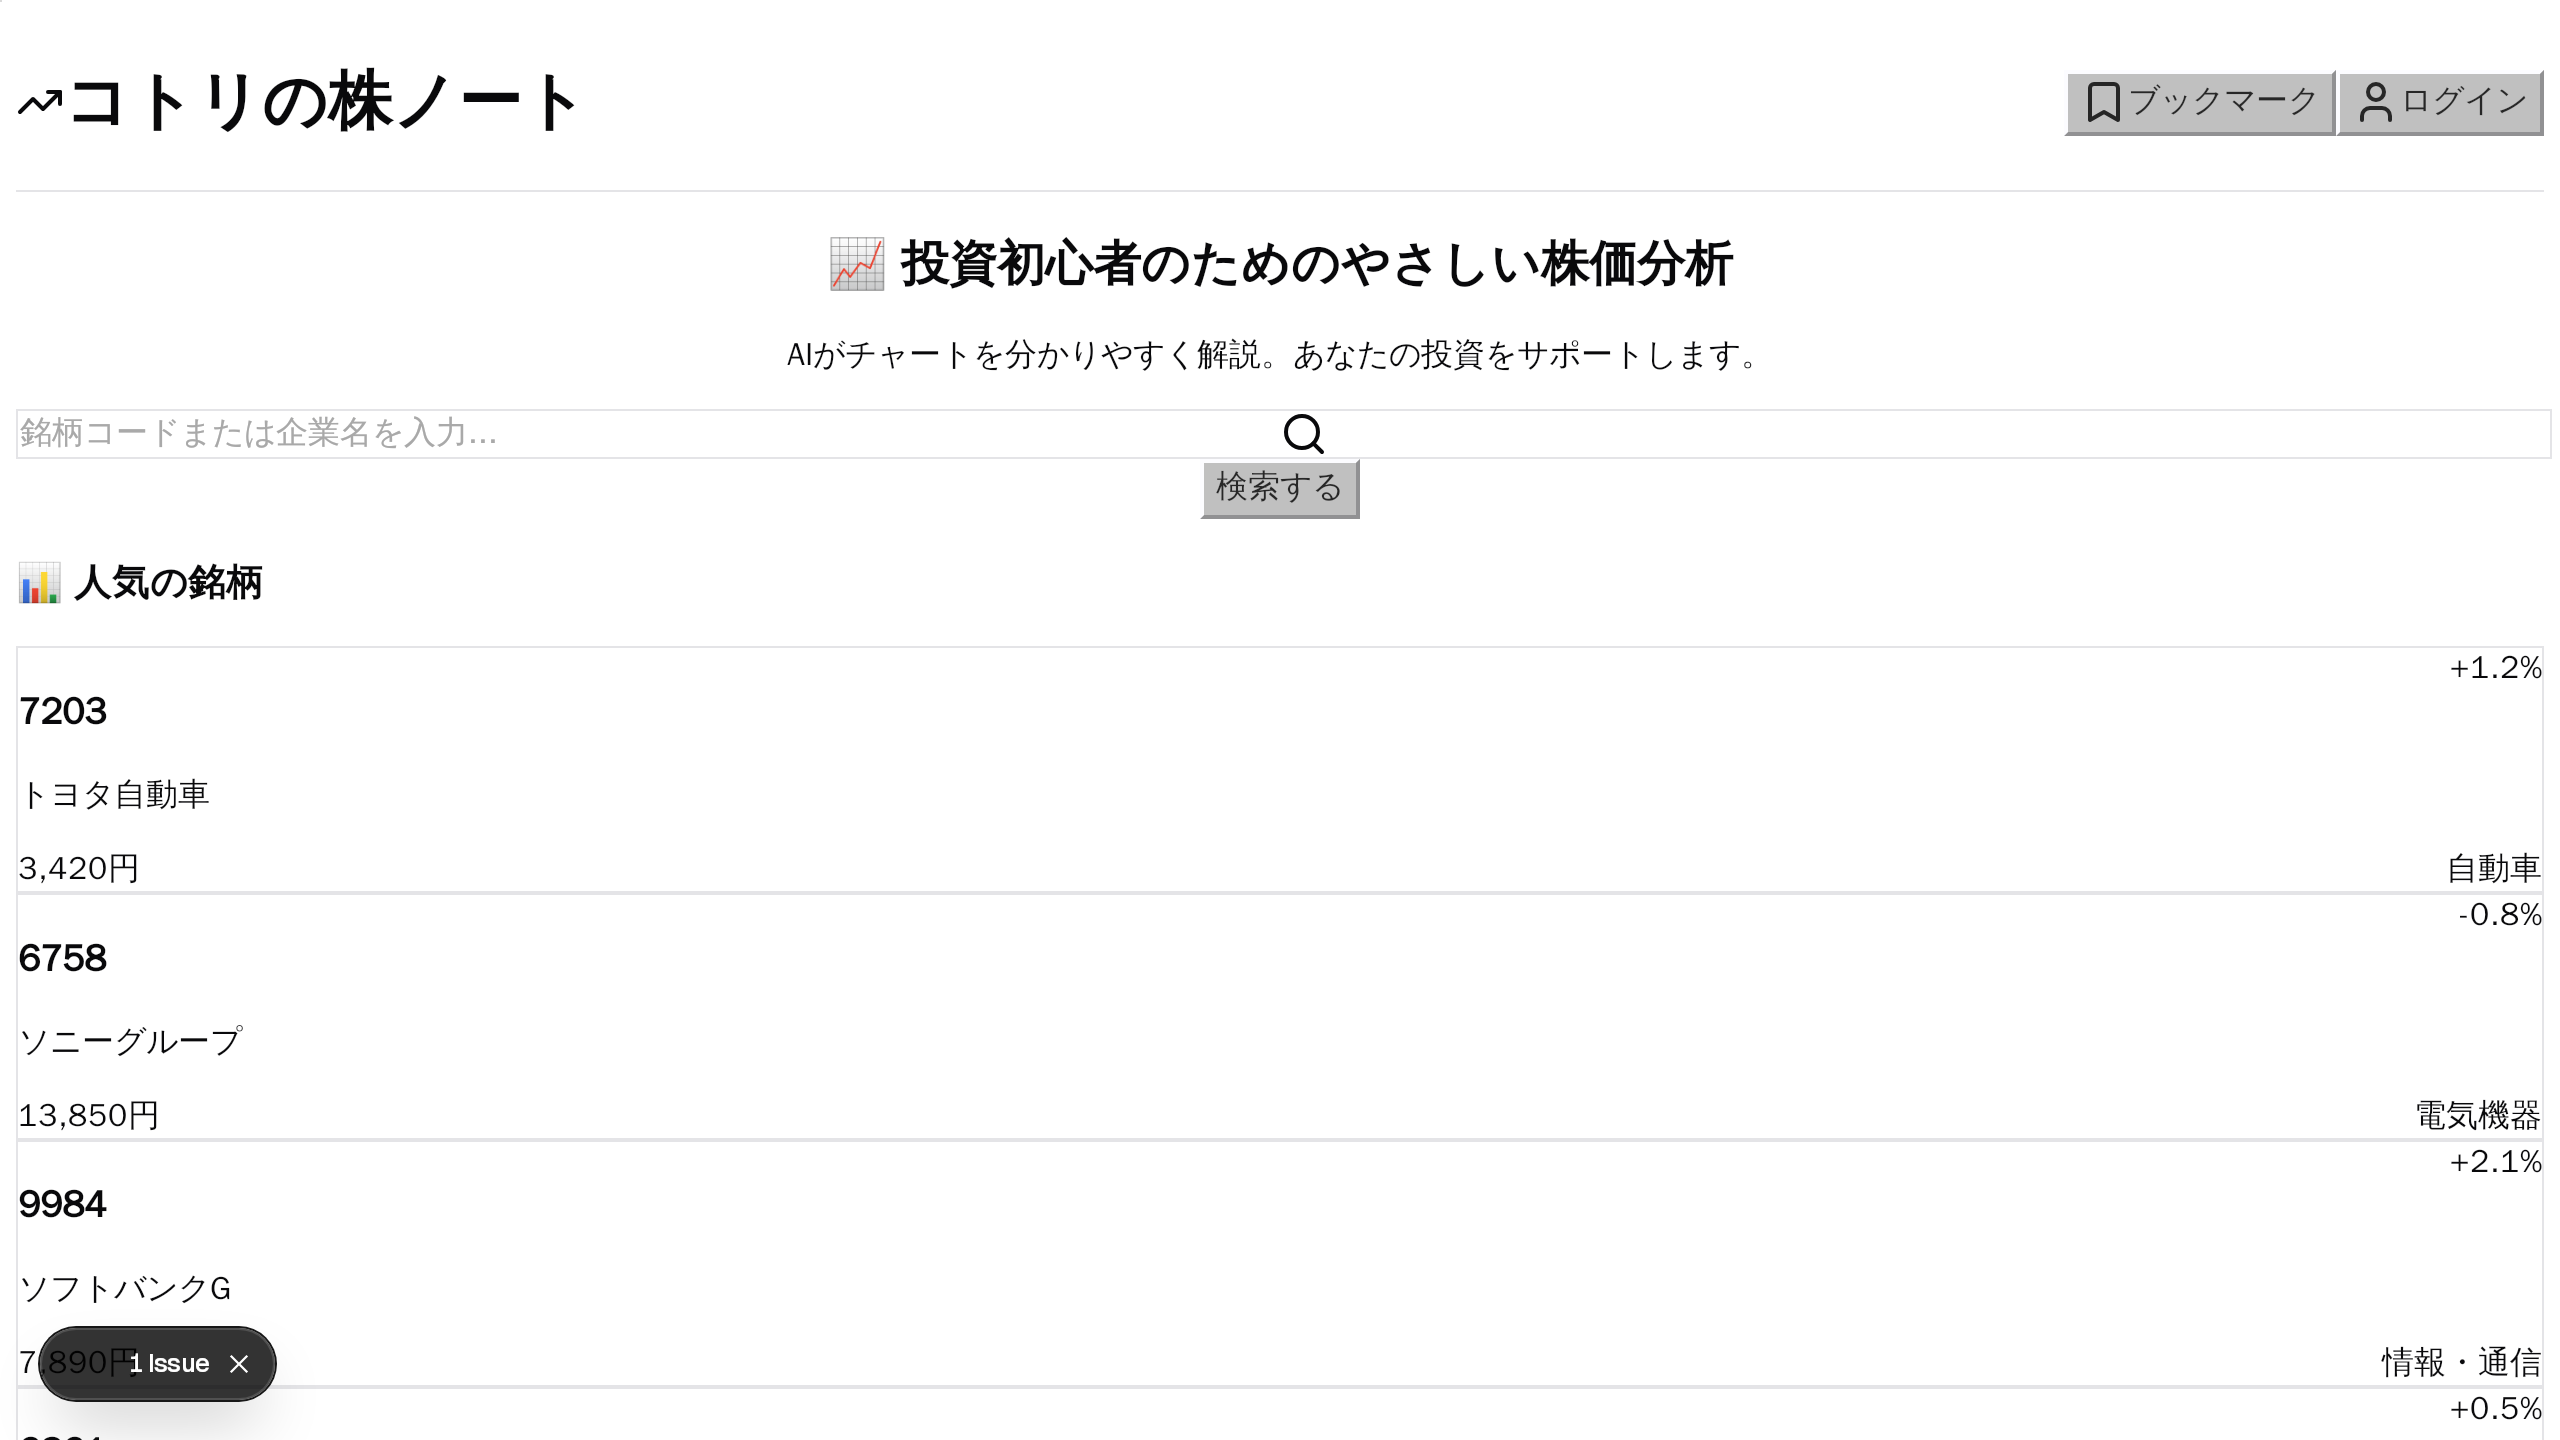 コトリの株ノート
ブックマーク
ログイン
📈 投資初心者のためのやさしい株価分析
AIがチャートを分かりやすく解説。あなたの投資をサポートします。
銘柄コードまたは企業名を入力...
検索する
📊 人気の銘柄
+1.2%
7203
トヨタ自動車
3,420円
自動車
-0.8%
6758
ソニーグループ
13,850円
電気機器
+2.1%
9984
ソフトバンクG
7,890円
情報・通信
1 Issue
+0.5%